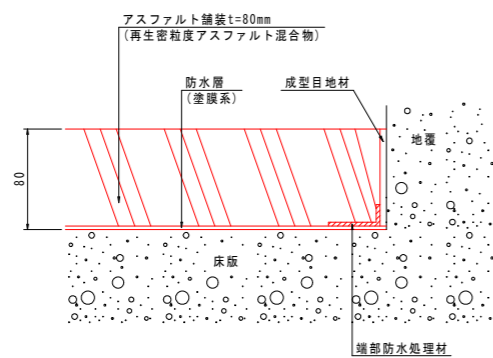 アスファルト舗装t=80mm
(再生密粒度アスファルト混合物)
防水層
(塗膜系)
成型目地材
地覆
80
床版
端部防水処理材